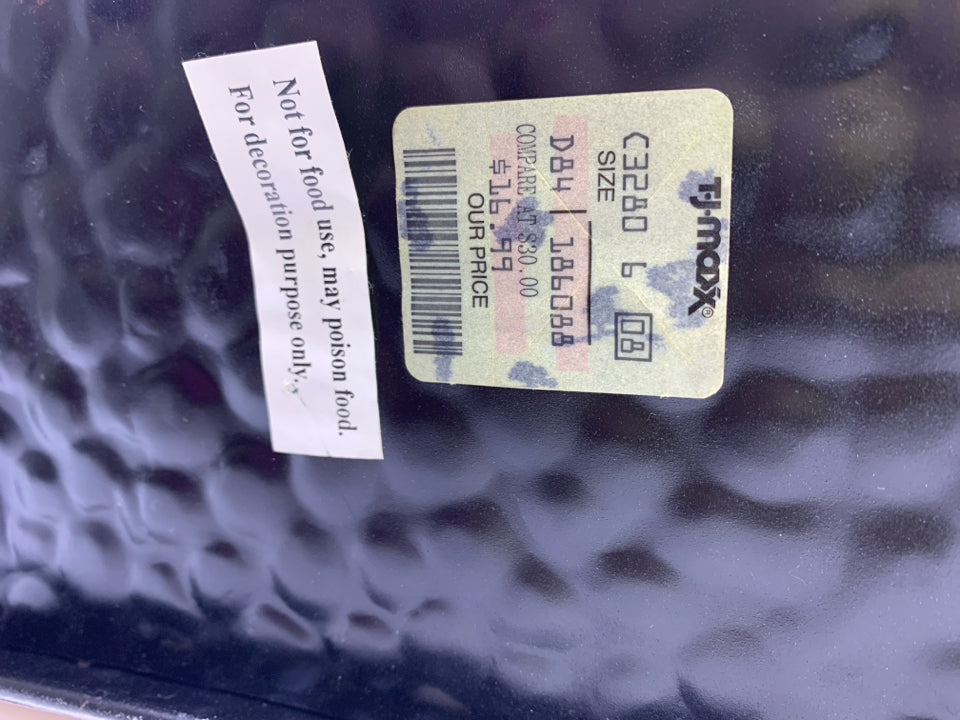 Not for food use, may poison food.
For decoration purpose only.
T·J·maxx®
C3280 6 08
SIZE
D84 186088
COMPARE AT $30.00
$16.99
OUR PRICE